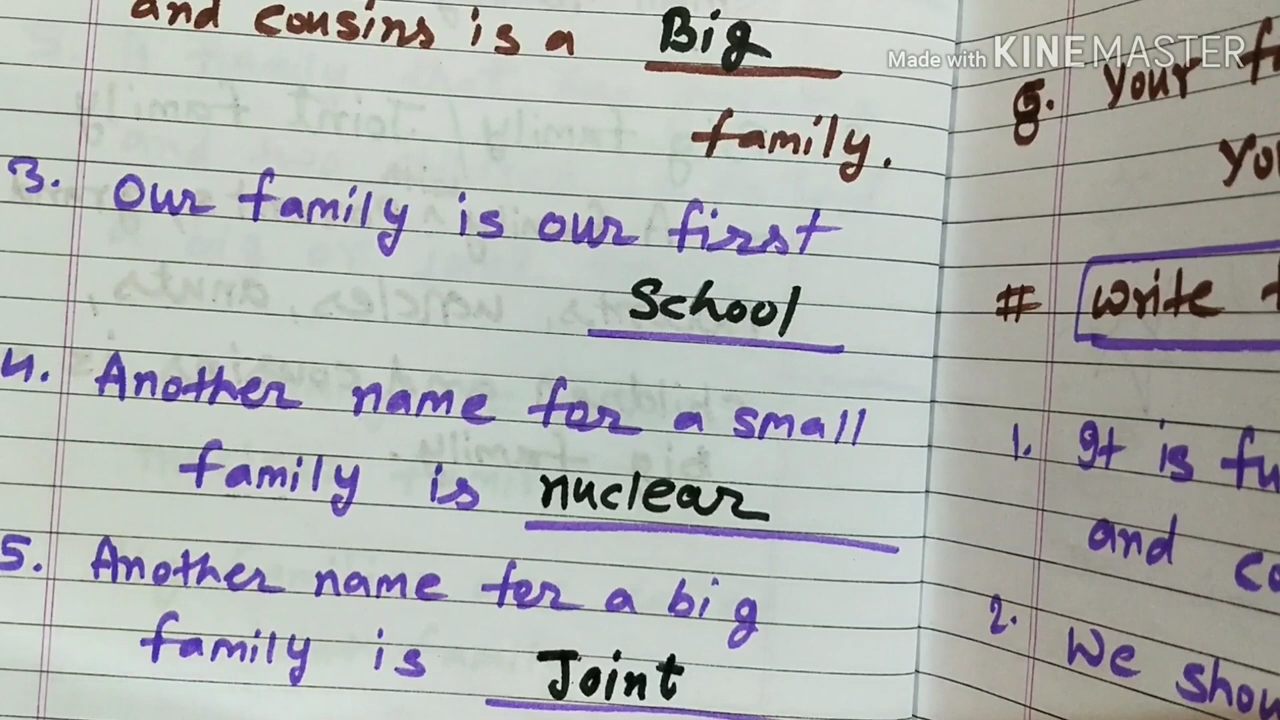 and cousins is a Big
family.
3. Our family is our first
School
4. Another name for a small
family is nuclear
5. Another name for a big
family is Joint
Made with KINEMASTER
8. Your
# write
1. It is
and
2. We